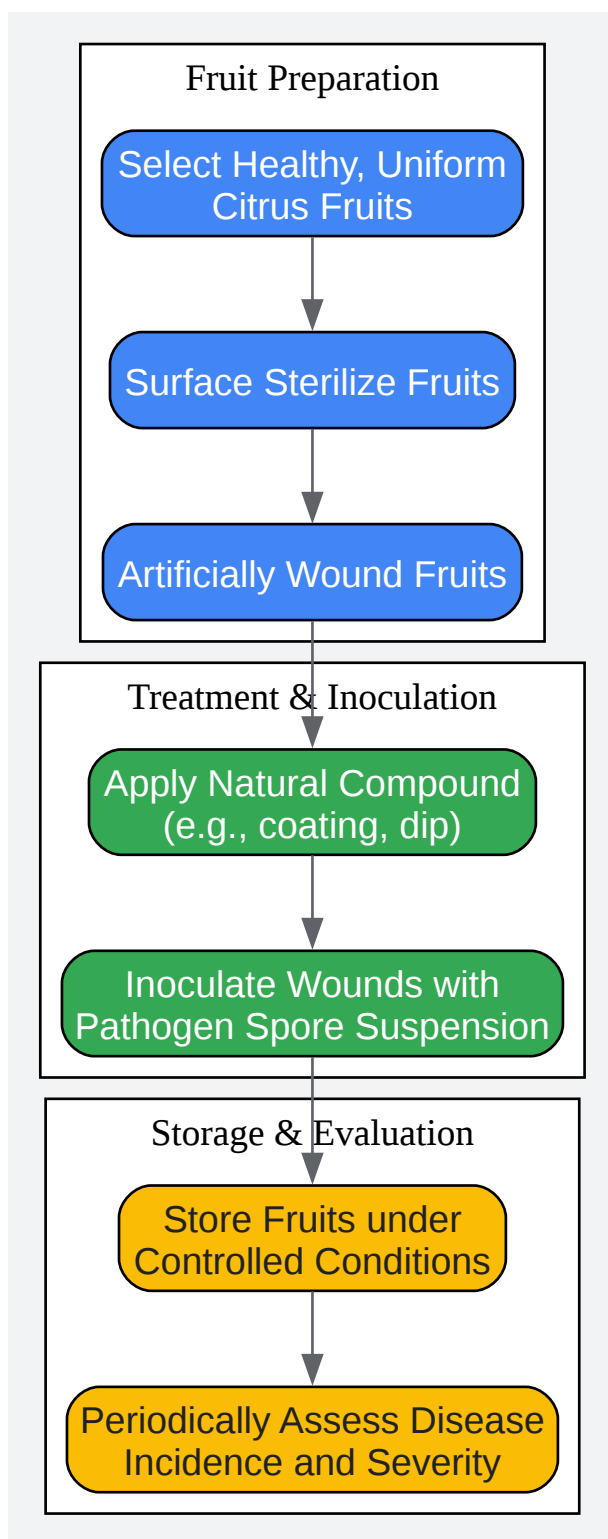 Fruit Preparation
Select Healthy, Uniform
Citrus Fruits
Surface Sterilize Fruits
Artificially Wound Fruits
Treatment & Inoculation
Apply Natural Compound
(e.g., coating, dip)
Inoculate Wounds with
Pathogen Spore Suspension
Storage & Evaluation
Store Fruits under
Controlled Conditions
Periodically Assess Disease
Incidence and Severity